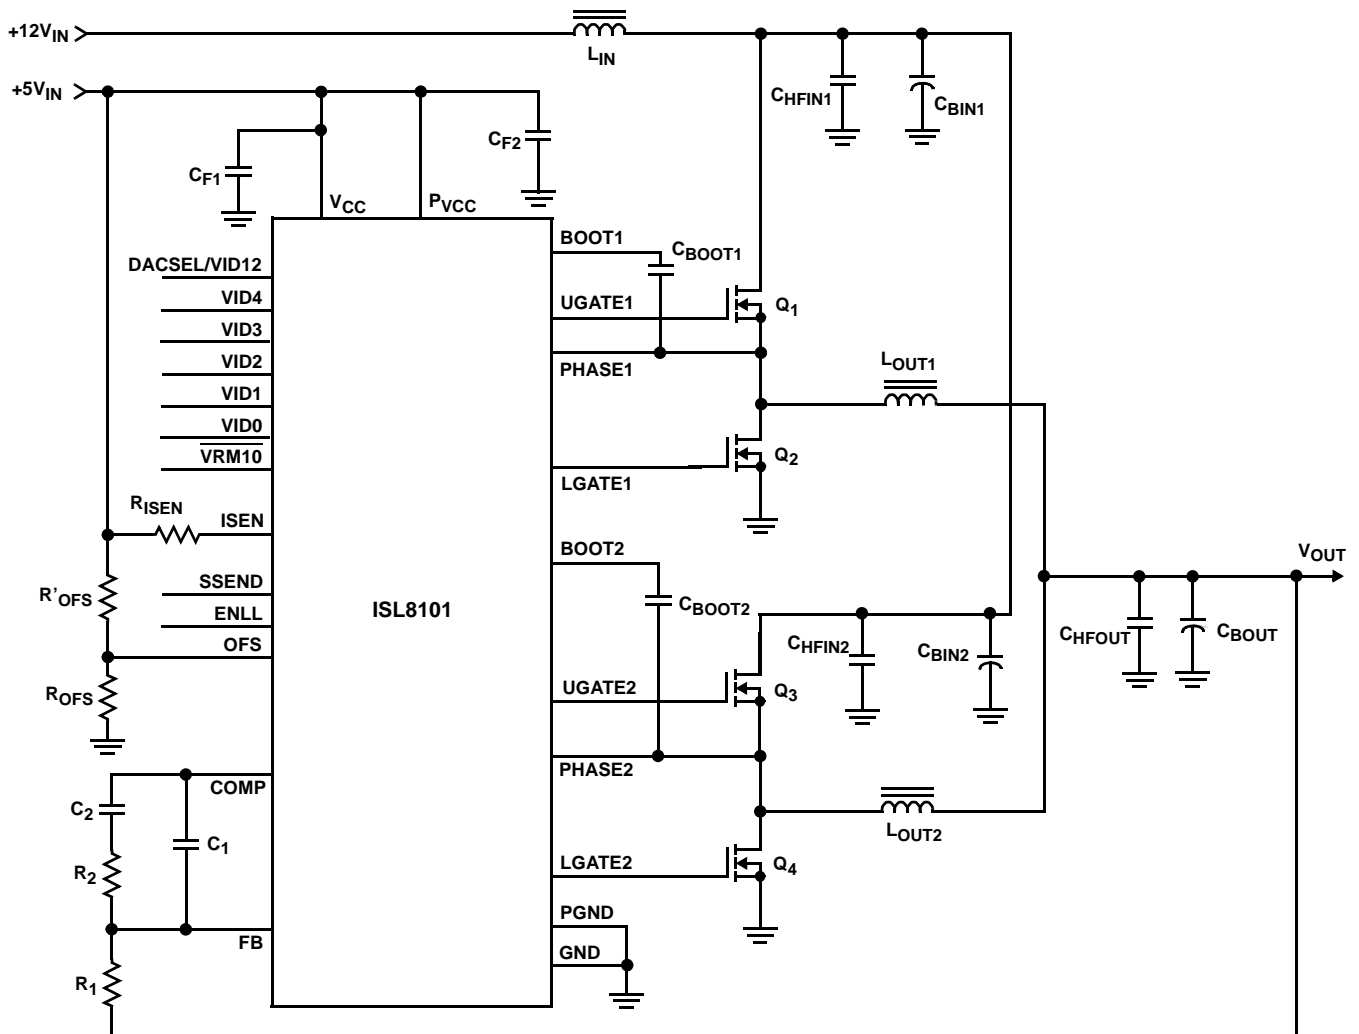 +12VIN
LIN
+5VIN
CHFIN1
CBIN1
CF2
CF1
VCC
PVCC
BOOT1
CBOOT1
DACSEL/VID12
VID4
UGATE1
Q1
VID3
PHASE1
LOUT1
VID2
VID1
VID0
VRM10
Q2
LGATE1
RISEN
ISEN
BOOT2
VOUT
SSEND
R'OFS
ISL8101
CBOOT2
ENLL
OFS
CHFIN2
CBIN2
CHFOUT
CBOUT
ROFS
UGATE2
Q3
PHASE2
COMP
C2
C1
LOUT2
R2
LGATE2
Q4
PGND
FB
GND
R1